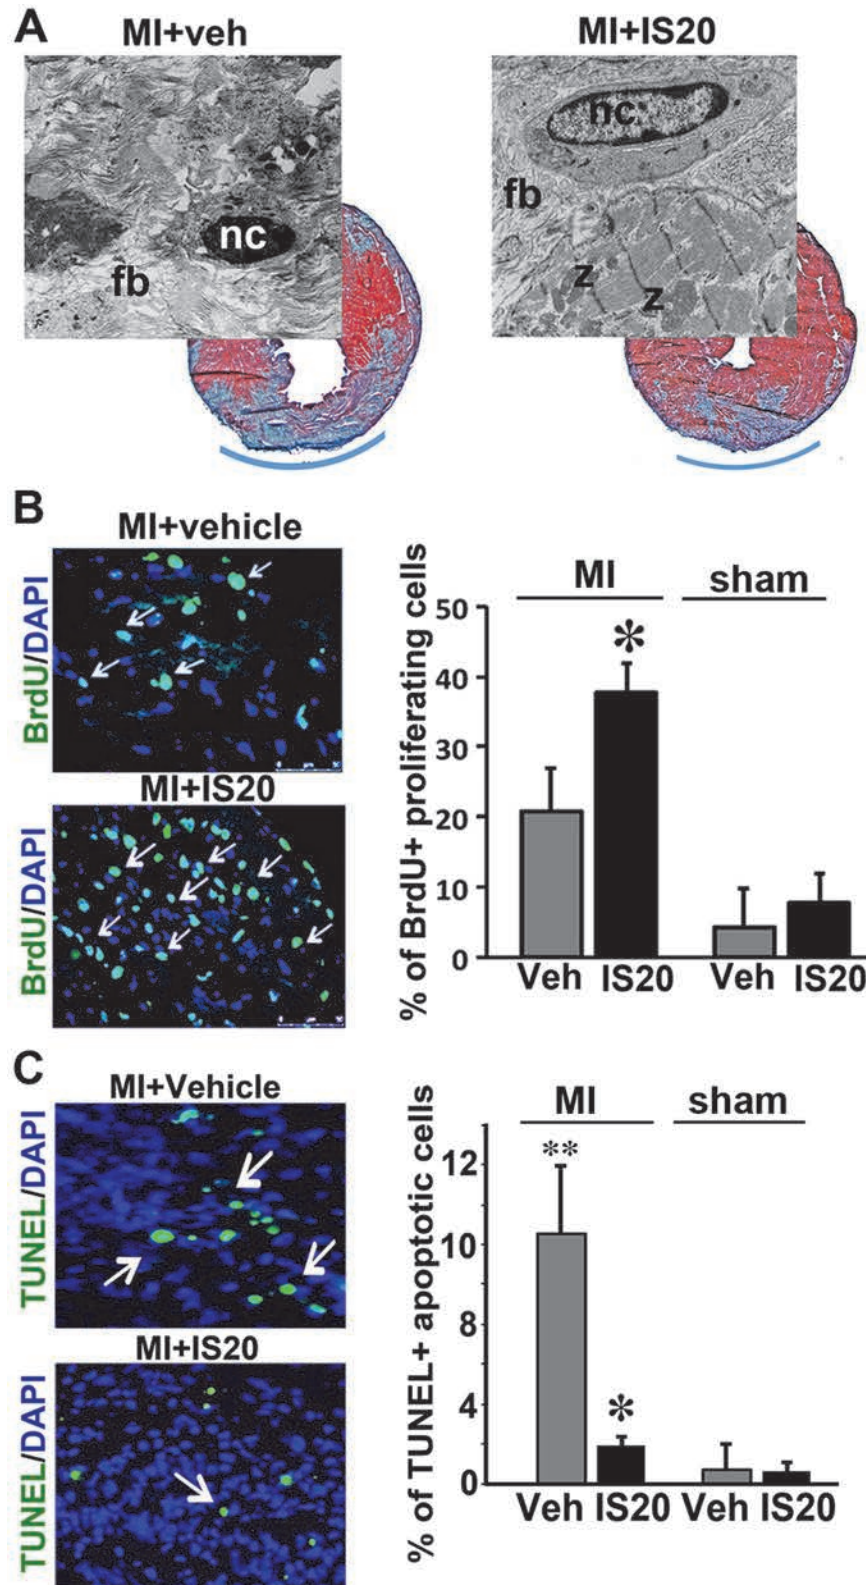 A
MI+veh
MI+IS20
nc
fb
nc
fb
z
z
B
MI+vehicle
BrdU/DAPI
MI+IS20
BrdU/DAPI
% of BrdU+ proliferating cells
MI
sham
50
*
40
30
20
10
0
Veh IS20 Veh IS20
C
MI+Vehicle
TUNEL/DAPI
MI+IS20
TUNEL/DAPI
% of TUNEL+ apoptotic cells
MI
sham
**
12
10
8
6
4
*
2
0
Veh IS20 Veh IS20